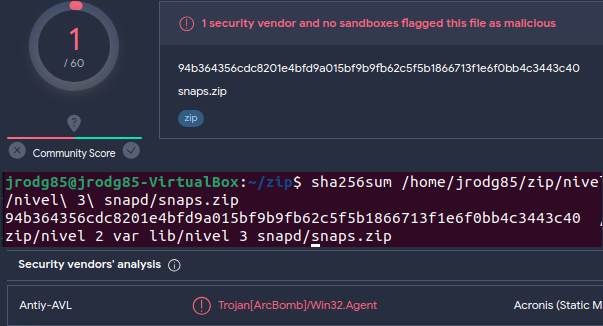 1 security vendor and no sandboxes flagged this file as malicious
1
/ 60
94b364356cdc8201e4bfd9a015bf9b9fb62c5f5b1866713f1e6f0bb4c3443c40
snaps.zip
zip
?
Community Score
jrodg85@jrodg85-VirtualBox:~/zip$ sha256sum /home/jrodg85/zip/nive
/nivel\ 3\ snapd/snaps.zip
94b364356cdc8201e4bfd9a015bf9b9fb62c5f5b1866713f1e6f0bb4c3443c40 /
zip/nivel 2 var lib/nivel 3 snapd/snaps.zip
Security vendors' analysis
Antiy-AVL
Trojan[ArcBomb]/Win32.Agent
Acronis (Static M